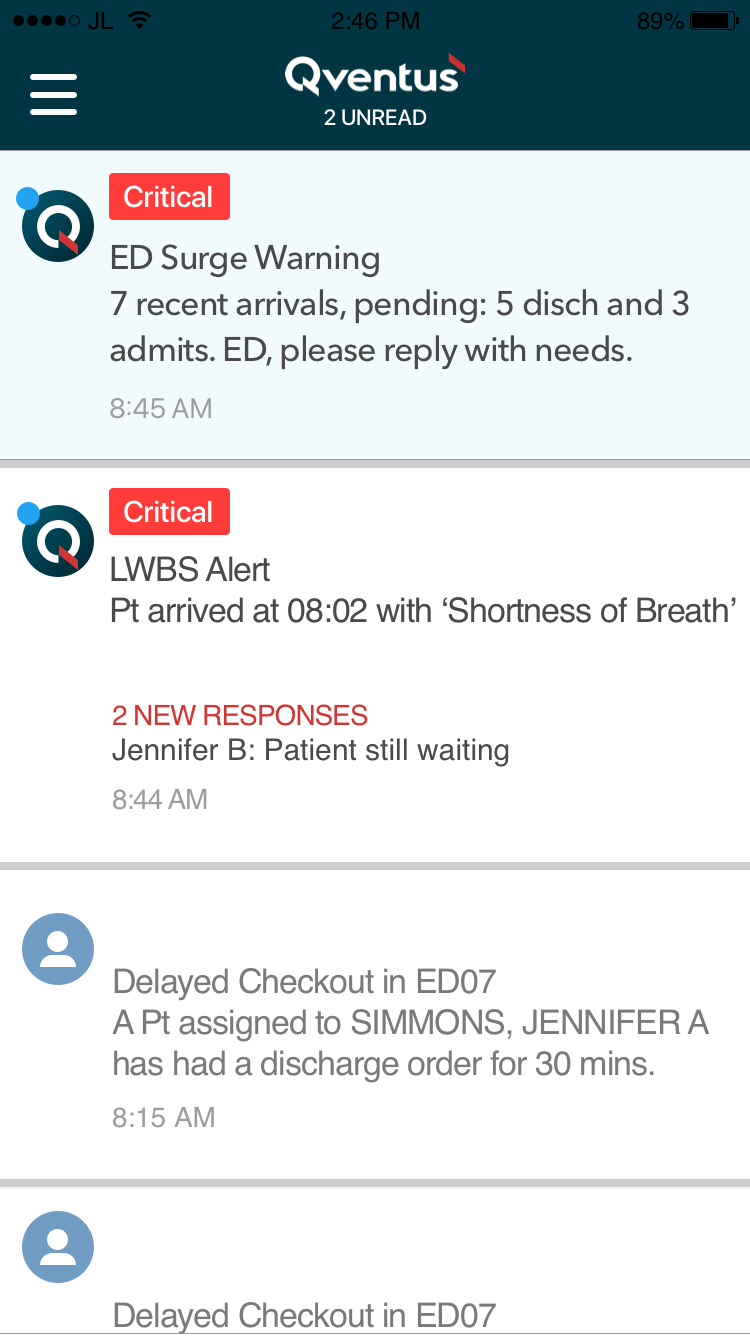 JL 2:46 PM 89%
Qventus
2 UNREAD
Critical
ED Surge Warning
7 recent arrivals, pending: 5 disch and 3
admits. ED, please reply with needs.
8:45 AM
Critical
LWBS Alert
Pt arrived at 08:02 with ‘Shortness of Breath’
2 NEW RESPONSES
Jennifer B: Patient still waiting
8:44 AM
Delayed Checkout in ED07
A Pt assigned to SIMMONS, JENNIFER A
has had a discharge order for 30 mins.
8:15 AM
Delayed Checkout in ED07